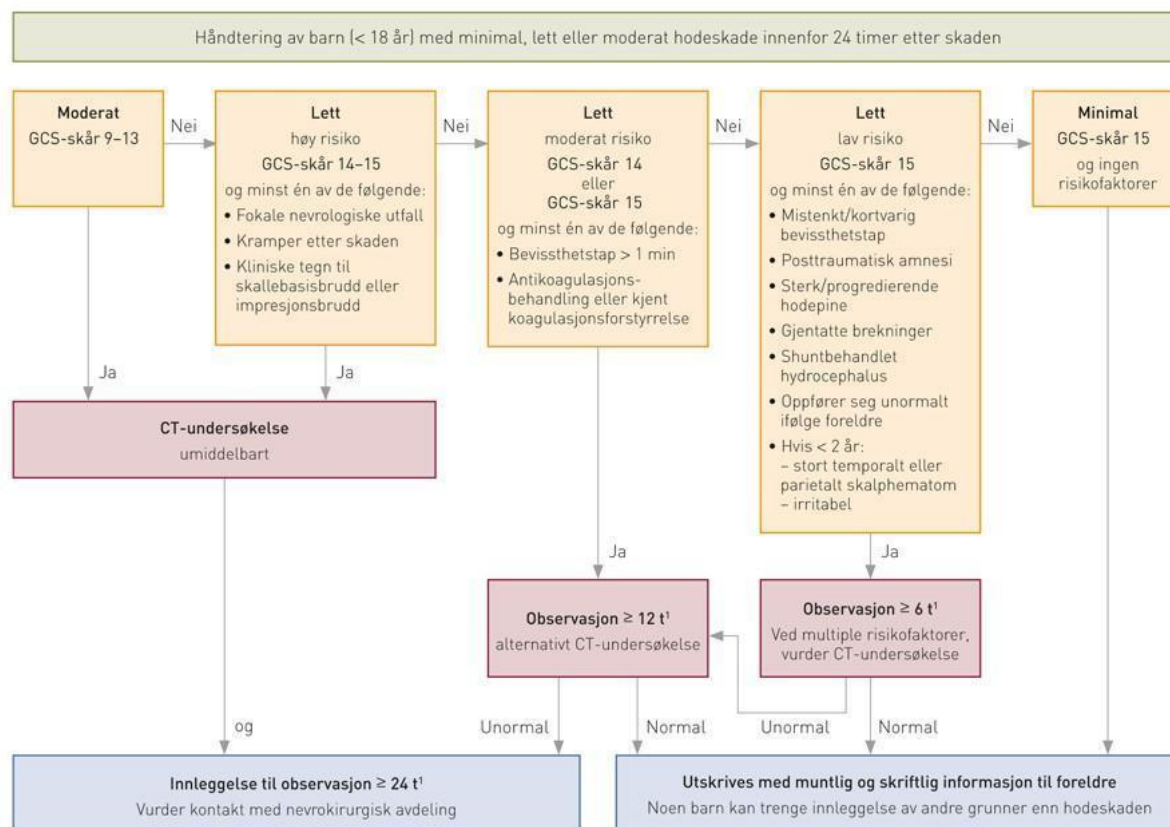 Håndtering av barn (< 18 år) med minimal, lett eller moderat hodeskade innenfor 24 timer etter skaden
Moderat
GCS-skår 9–13
Nei
Lett
høy risiko
GCS-skår 14–15
og minst én av de følgende:
• Fokale nevrologiske utfall
• Kramper etter skaden
• Kliniske tegn til
skallebasisbrudd eller
impresjonsbrudd
Nei
Lett
moderat risiko
GCS-skår 14
eller
GCS-skår 15
og minst én av de følgende:
• Bevissthetstap > 1 min
• Antikoagulasjons-
behandling eller kjent
koagulasjonsforstyrrelse
Nei
Lett
lav risiko
GCS-skår 15
og minst én av de følgende:
• Mistenkt/kortvarig
bevissthetstap
• Posttraumatisk amnesi
• Sterk/progredierende
hodepine
• Gjentatte brekninger
• Shuntbehandlet
hydrocephalus
• Oppfører seg unormalt
ifølge foreldre
• Hvis < 2 år:
– stort temporalt eller
parietalt skalphematom
– irritabel
Nei
Minimal
GCS-skår 15
og ingen
risikofaktorer
Ja
Ja
CT-undersøkelse
umiddelbart
Ja
Ja
Observasjon ≥ 12 t¹
alternativt CT-undersøkelse
Observasjon ≥ 6 t¹
Ved multiple risikofaktorer,
vurder CT-undersøkelse
og
Unormal
Normal
Unormal
Normal
Innleggelse til observasjon ≥ 24 t¹
Vurder kontakt med nevrokirurgisk avdeling
Utskrives med muntlig og skriftlig informasjon til foreldre
Noen barn kan trenge innleggelse av andre grunner enn hodeskaden